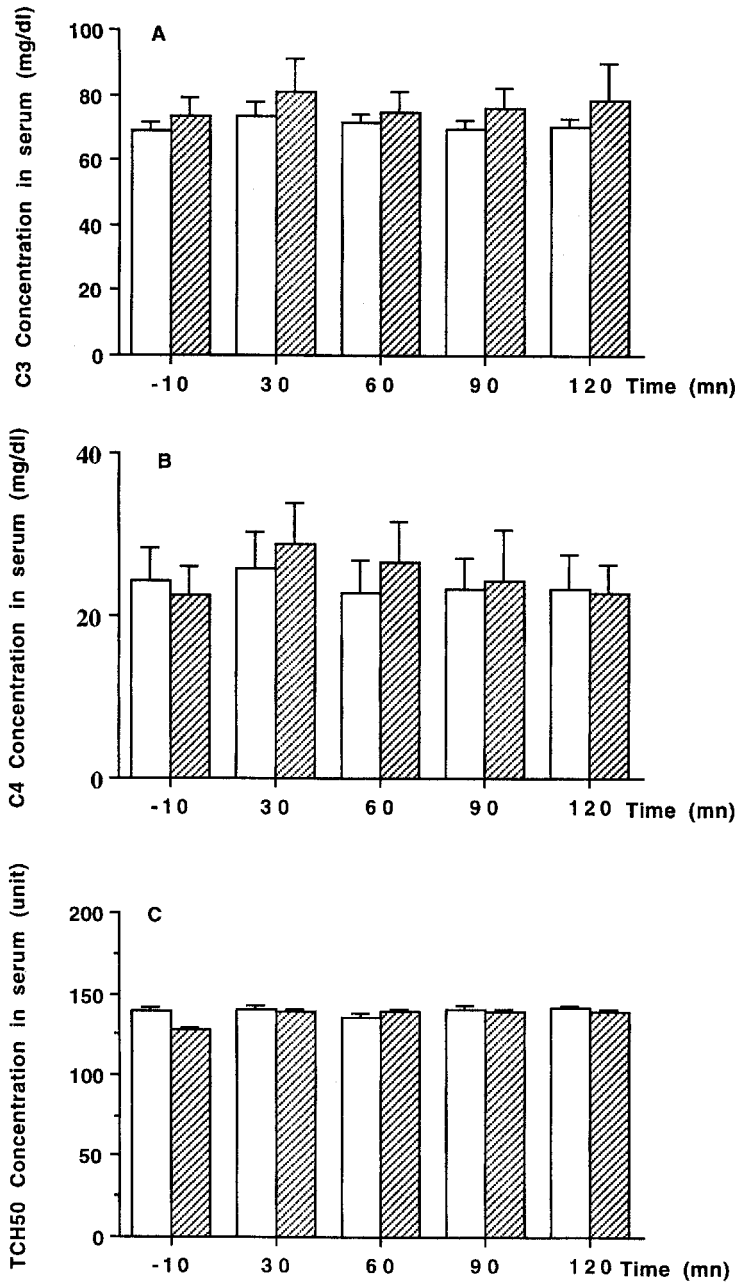 C3 Concentration in serum (mg/dl)
A
100
80
60
40
20
0
-10 30 60 90 120 Time (mn)
C4 Concentration in serum (mg/dl)
B
40
20
0
-10 30 60 90 120 Time (mn)
TCH50 Concentration in serum (unit)
C
200
150
100
50
0
-10 30 60 90 120 Time (mn)